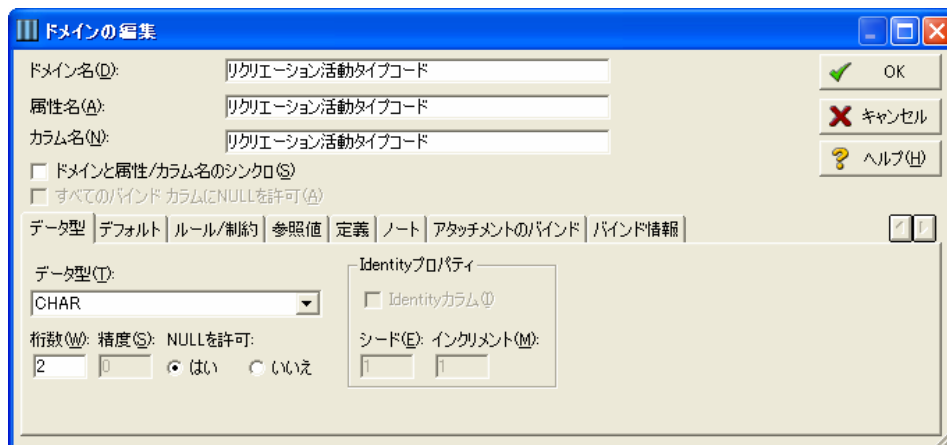 ドメインの編集
ドメイン名(D): リクリエーション活動タイプコード OK
属性名(A): リクリエーション活動タイプコード キャンセル
カラム名(N): リクリエーション活動タイプコード ヘルプ(H)
ドメインと属性/カラム名のシンクロ(S)
すべてのバインド カラムにNULLを許可(A)
データ型 デフォルト ルール/制約 参照値 定義 ノート アタッチメントのバインド バインド情報
データ型(T): Identityプロパティ
CHAR Identityカラム(I)
桁数(W): 精度(S): NULLを許可: シード(E): インクリメント(M):
2 0 はい いいえ 1 1